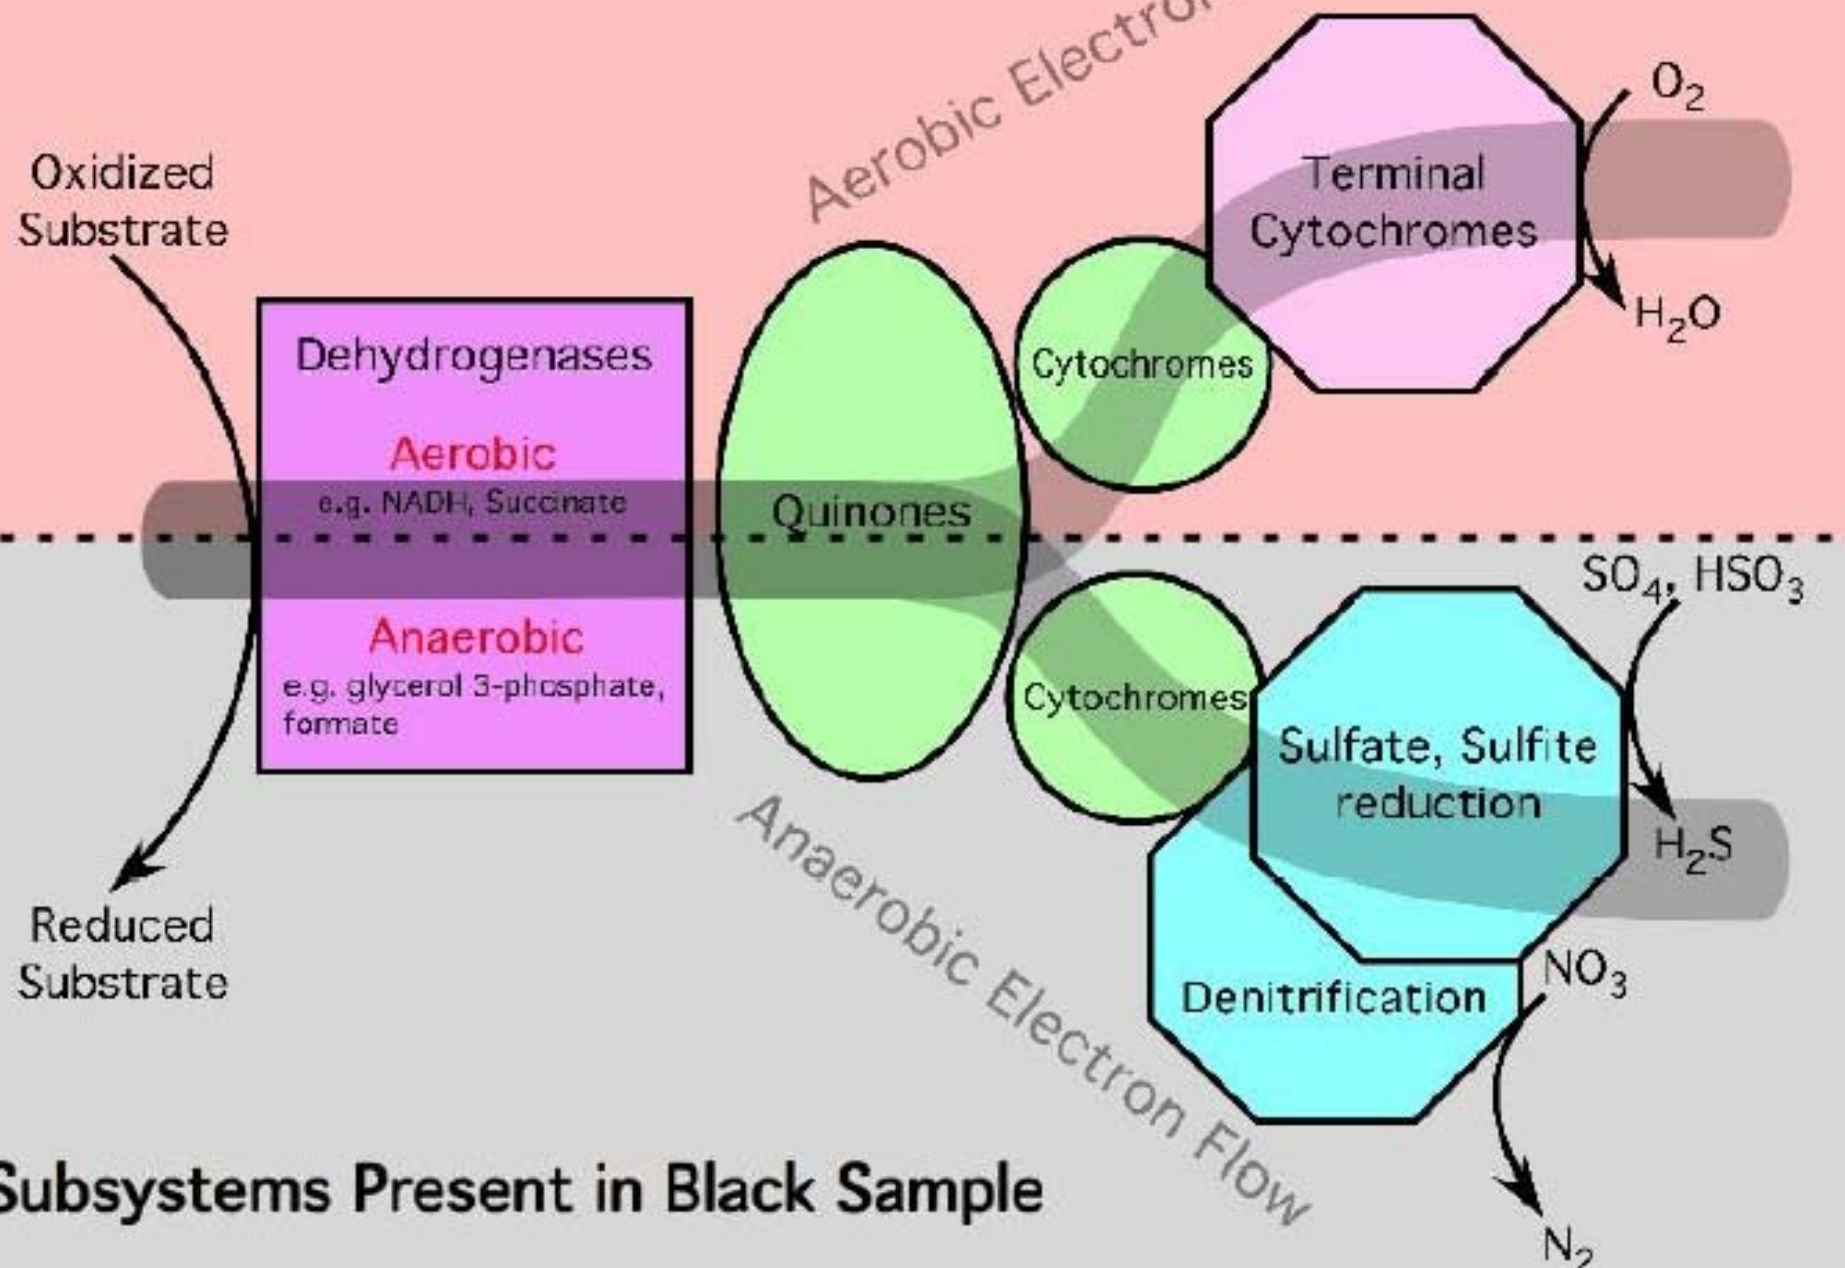 Aerobic Electron
O₂
Oxidized
Substrate
Terminal
Cytochromes
H₂O
Dehydrogenases
Cytochromes
Aerobic
e.g. NADH, Succinate
Quinones
SO₄, HSO₃
Anaerobic
e.g. glycerol 3-phosphate,
formate
Cytochromes
Sulfate, Sulfite
reduction
H₂S
Anaerobic Electron Flow
Reduced
Substrate
NO₃
Denitrification
Subsystems Present in Black Sample
N₂